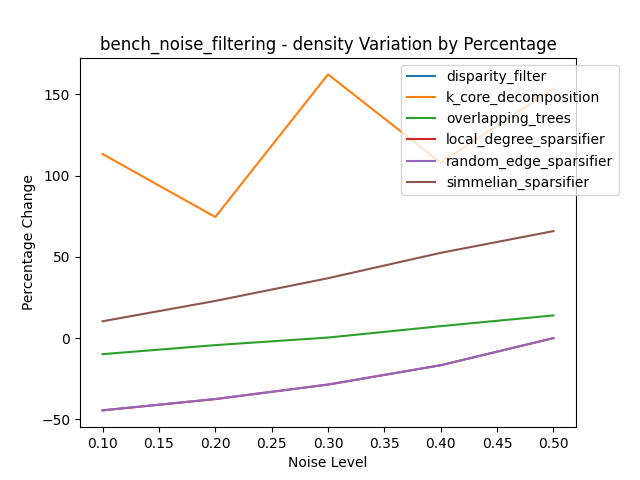 bench_noise_filtering - density Variation by Percentage
disparity_filter
k_core_decomposition
overlapping_trees
local_degree_sparsifier
random_edge_sparsifier
simmelian_sparsifier
150
100
50
0
−50
Percentage Change
0.10 0.15 0.20 0.25 0.30 0.35 0.40 0.45 0.50
Noise Level